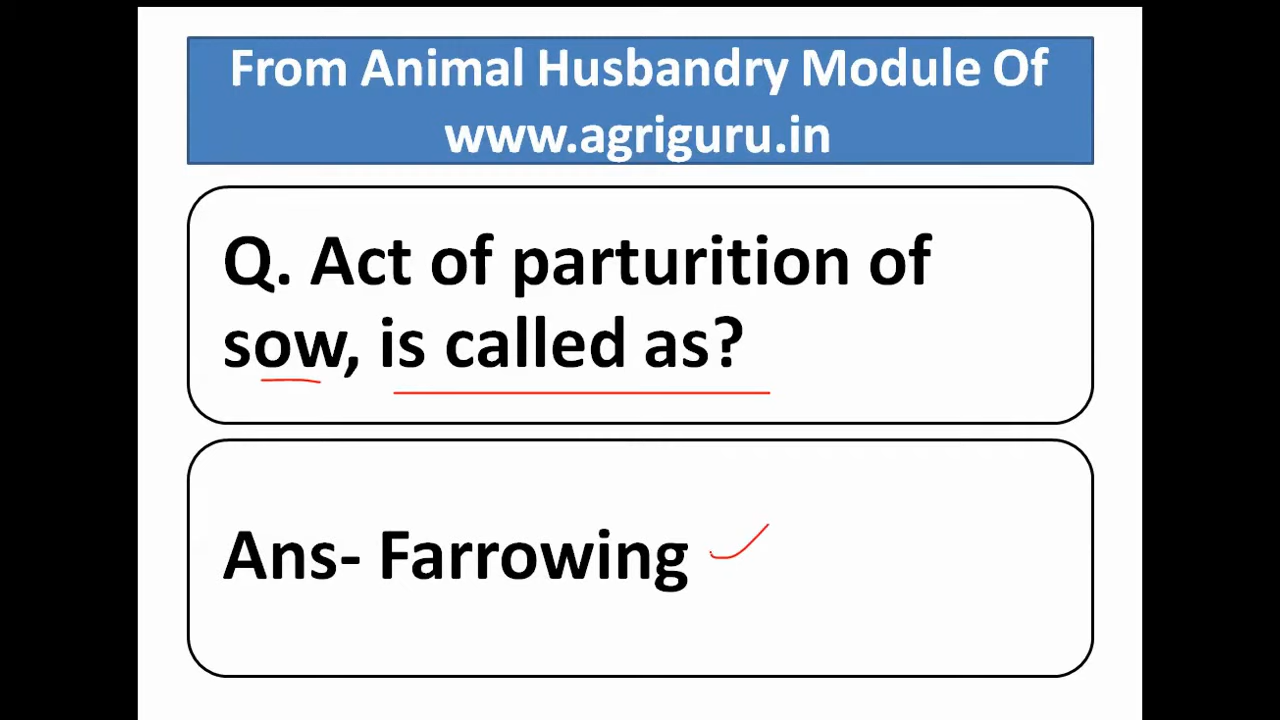 From Animal Husbandry Module Of
www.agriguru.in
Q. Act of parturition of
sow, is called as?
Ans- Farrowing